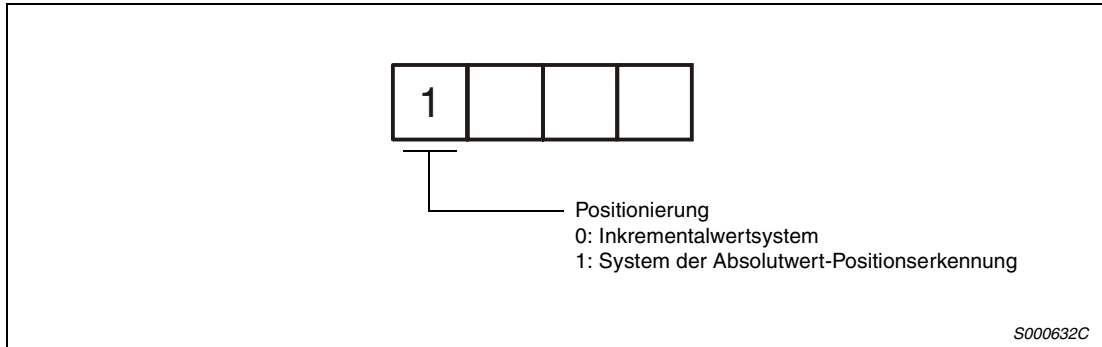 1
Positionierung
0: Inkrementalwertsystem
1: System der Absolutwert-Positionserkennung
S000632C